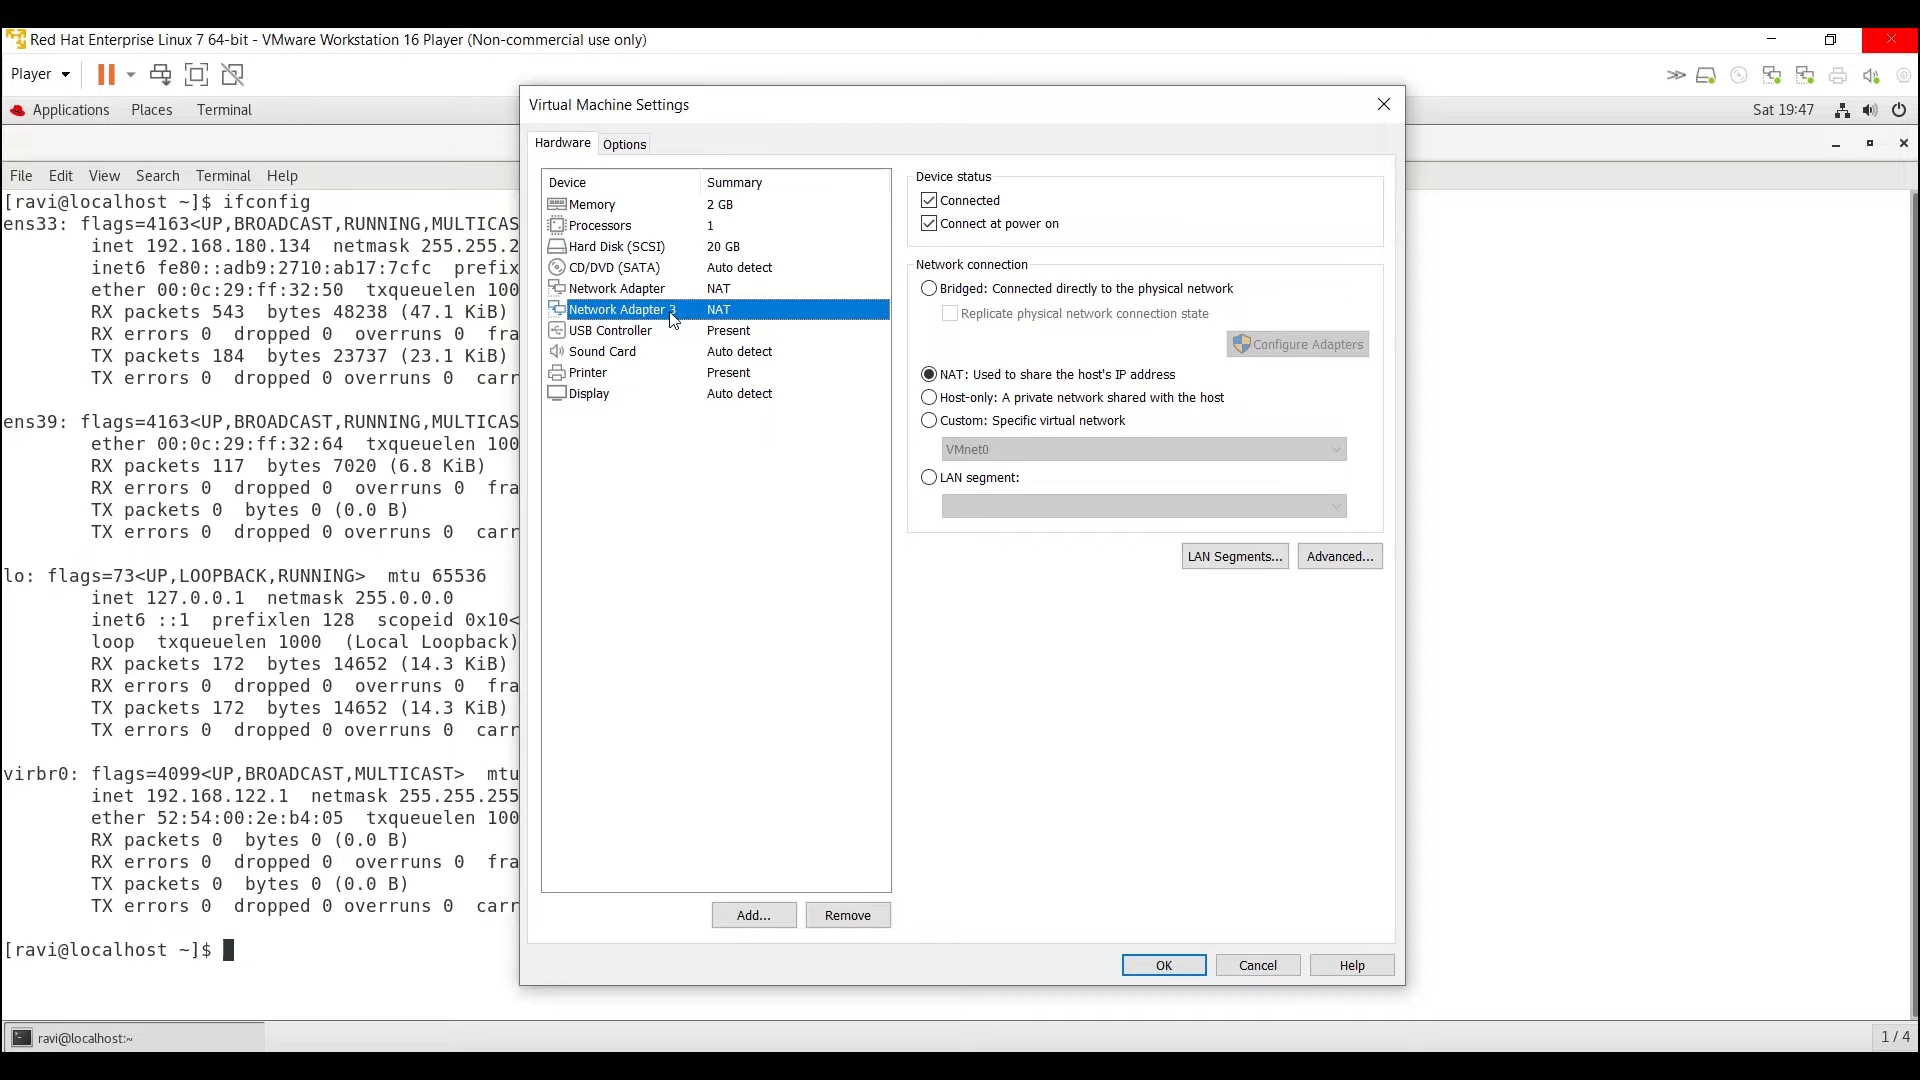 Red Hat Enterprise Linux 7 64-bit - VMware Workstation 16 Player (Non-commercial use only)
Player
Applications Places Terminal Sat 19:47
File Edit View Search Terminal Help
[ravi@localhost ~]$ ifconfig
ens33: flags=4163<UP,BROADCAST,RUNNING,MULTICAS
inet 192.168.180.134 netmask 255.255.2
inet6 fe80::adb9:2710:ab17:7cfc prefix
ether 00:0c:29:ff:32:50 txqueuelen 100
RX packets 543 bytes 48238 (47.1 KiB)
RX errors 0 dropped 0 overruns 0 fra
TX packets 184 bytes 23737 (23.1 KiB)
TX errors 0 dropped 0 overruns 0 carr
ens39: flags=4163<UP,BROADCAST,RUNNING,MULTICAS
ether 00:0c:29:ff:32:64 txqueuelen 100
RX packets 117 bytes 7020 (6.8 KiB)
RX errors 0 dropped 0 overruns 0 fra
TX packets 0 bytes 0 (0.0 B)
TX errors 0 dropped 0 overruns 0 carr
lo: flags=73<UP,LOOPBACK,RUNNING> mtu 65536
inet 127.0.0.1 netmask 255.0.0.0
inet6 ::1 prefixlen 128 scopeid 0x10<
loop txqueuelen 1000 (Local Loopback)
RX packets 172 bytes 14652 (14.3 KiB)
RX errors 0 dropped 0 overruns 0 fra
TX packets 172 bytes 14652 (14.3 KiB)
TX errors 0 dropped 0 overruns 0 carr
virbr0: flags=4099<UP,BROADCAST,MULTICAST> mtu
inet 192.168.122.1 netmask 255.255.255
ether 52:54:00:2e:b4:05 txqueuelen 100
RX packets 0 bytes 0 (0.0 B)
RX errors 0 dropped 0 overruns 0 fra
TX packets 0 bytes 0 (0.0 B)
TX errors 0 dropped 0 overruns 0 carr
[ravi@localhost ~]$
Virtual Machine Settings
Hardware Options
Device Summary
Memory 2 GB
Processors 1
Hard Disk (SCSI) 20 GB
CD/DVD (SATA) Auto detect
Network Adapter NAT
Network Adapter 3 NAT
USB Controller Present
Sound Card Auto detect
Printer Present
Display Auto detect
Add... Remove
Device status
Connected
Connect at power on
Network connection
Bridged: Connected directly to the physical network
Replicate physical network connection state
Configure Adapters
NAT: Used to share the host's IP address
Host-only: A private network shared with the host
Custom: Specific virtual network
VMnet0
LAN segment:
LAN Segments... Advanced...
OK Cancel Help
ravi@localhost:~ 1 / 4